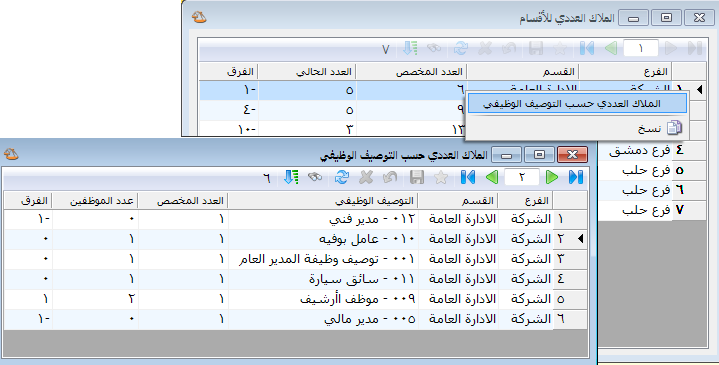 الملاك العددي للأقسام
١ ٧
الفرع القسم العدد المخصص العدد الحالي الفرق
١ الشركة الادارة العامة ٦ ٥ -١
٩ ٥ -٤
١٣ ٣ -١٠
الملاك العددي حسب التوصيف الوظيفي
نسخ
٤ فرع دمشق
٥ فرع حلب
٦ فرع حلب
٧ فرع حلب
الملاك العددي حسب التوصيف الوظيفي
٢ ٦
الفرع القسم التوصيف الوظيفي العدد المخصص عدد الموظفين الفرق
١ الشركة الادارة العامة ٠١٢ - مدير فني ١ ٠ -١
٢ الشركة الادارة العامة ٠١٠ - عامل بوفيه ١ ١ ٠
٣ الشركة الادارة العامة ٠٠١ - توصيف وظيفة المدير العام ١ ١ ٠
٤ الشركة الادارة العامة ٠١١ - سائق سيارة ١ ١ ٠
٥ الشركة الادارة العامة ٠٠٩ - موظف اأرشيف ١ ٢ ١
٦ الشركة الادارة العامة ٠٠٥ - مدير مالي ١ ٠ -١